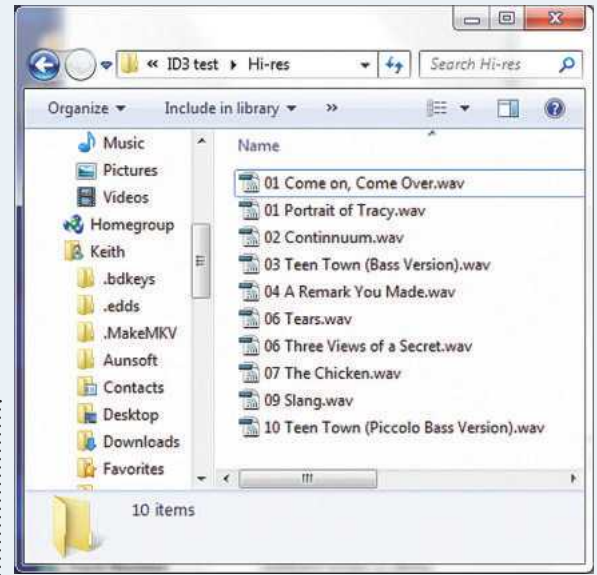 « ID3 test ▸ Hi-res
Search Hi-res
Organize ▼ Include in library ▼ »
Music
Pictures
Videos
Homegroup
Keith
.bdkeys
.edds
.MakeMKV
Aunsoft
Contacts
Desktop
Downloads
Favorites
Name
01 Come on, Come Over.wav
01 Portrait of Tracy.wav
02 Continnuum.wav
03 Teen Town (Bass Version).wav
04 A Remark You Made.wav
06 Tears.wav
06 Three Views of a Secret.wav
07 The Chicken.wav
09 Slang.wav
10 Teen Town (Piccolo Bass Version).wav
10 items